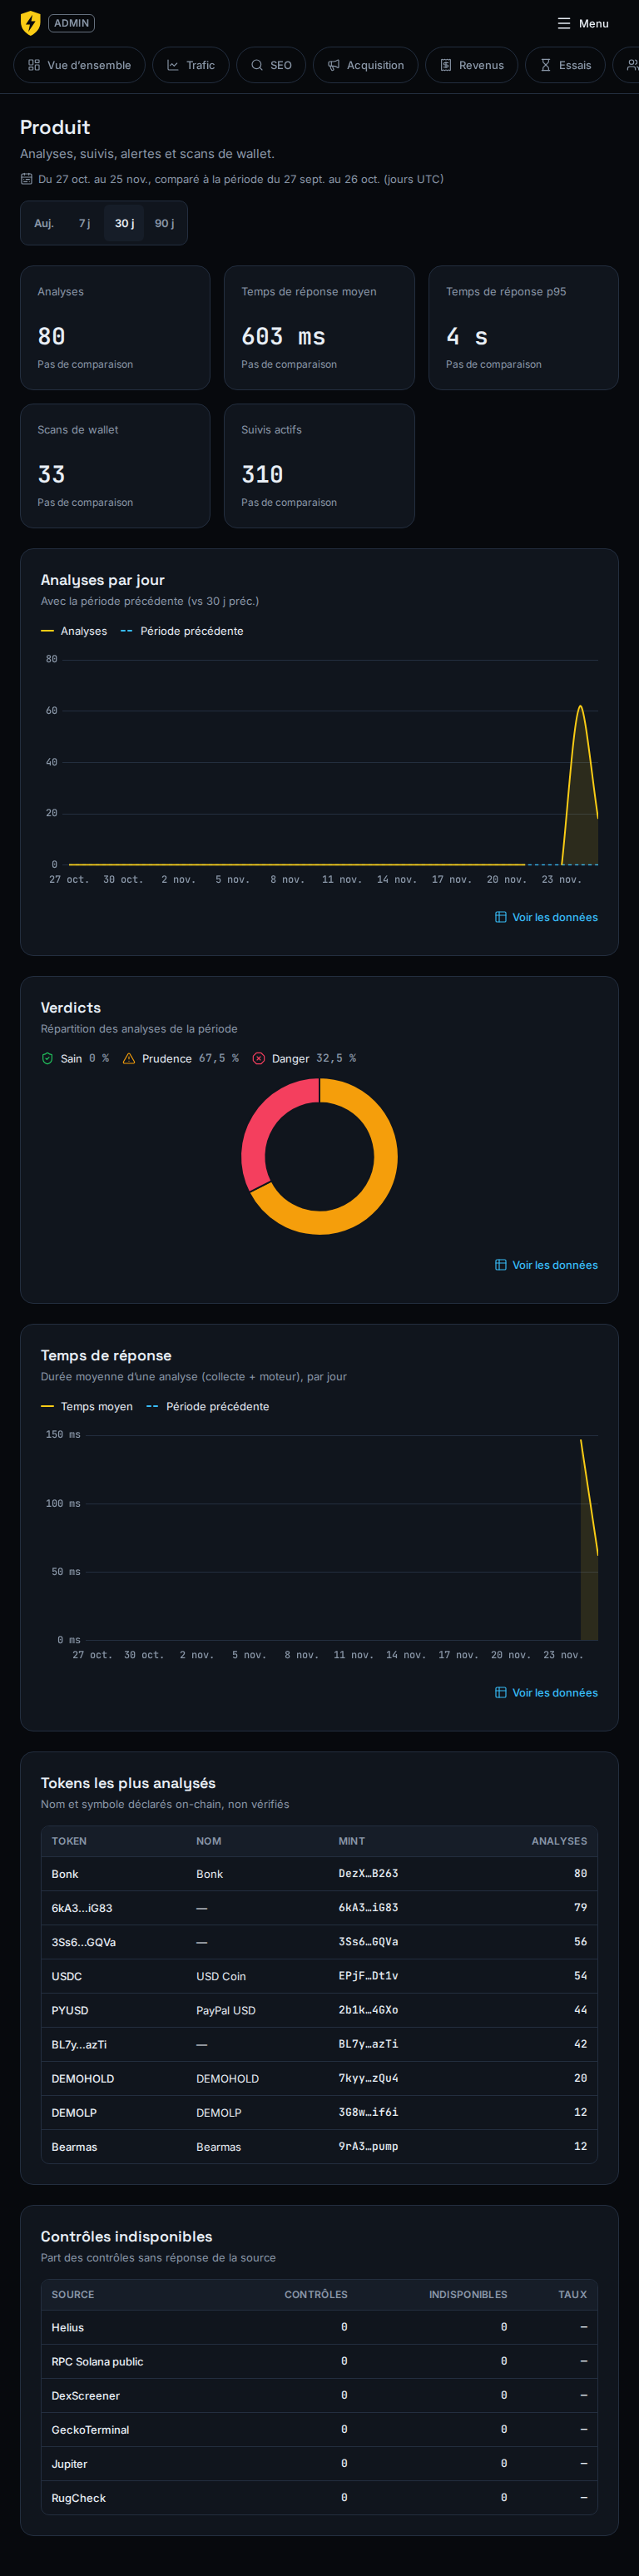 ADMIN
Menu
Vue d'ensemble
Trafic
SEO
Acquisition
Revenus
Essais
Produit
Analyses, suivis, alertes et scans de wallet.
Du 27 oct. au 25 nov., comparé à la période du 27 sept. au 26 oct. (jours UTC)
Auj. 7 j 30 j 90 j
Analyses
80
Pas de comparaison
Temps de réponse moyen
603 ms
Pas de comparaison
Temps de réponse p95
4 s
Pas de comparaison
Scans de wallet
33
Pas de comparaison
Suivis actifs
310
Pas de comparaison
Analyses par jour
Avec la période précédente (vs 30 j préc.)
Analyses Période précédente
80
60
40
20
0
27 oct. 30 oct. 2 nov. 5 nov. 8 nov. 11 nov. 14 nov. 17 nov. 20 nov. 23 nov.
Voir les données
Verdicts
Répartition des analyses de la période
Sain 0 % Prudence 67,5 % Danger 32,5 %
Voir les données
Temps de réponse
Durée moyenne d'une analyse (collecte + moteur), par jour
Temps moyen Période précédente
150 ms
100 ms
50 ms
0 ms
27 oct. 30 oct. 2 nov. 5 nov. 8 nov. 11 nov. 14 nov. 17 nov. 20 nov. 23 nov.
Voir les données
Tokens les plus analysés
Nom et symbole déclarés on-chain, non vérifiés
TOKEN NOM MINT ANALYSES
Bonk Bonk DezX…B263 80
6kA3…iG83 — 6kA3…iG83 79
3Ss6…GQVa — 3Ss6…GQVa 56
USDC USD Coin EPjF…Dt1v 54
PYUSD PayPal USD 2b1k…4GXo 44
BL7y…azTi — BL7y…azTi 42
DEMOHOLD DEMOHOLD 7kyy…zQu4 20
DEMOLP DEMOLP 3G8w…if6i 12
Bearmas Bearmas 9rA3…pump 12
Contrôles indisponibles
Part des contrôles sans réponse de la source
SOURCE CONTRÔLES INDISPONIBLES TAUX
Helius 0 0 —
RPC Solana public 0 0 —
DexScreener 0 0 —
GeckoTerminal 0 0 —
Jupiter 0 0 —
RugCheck 0 0 —